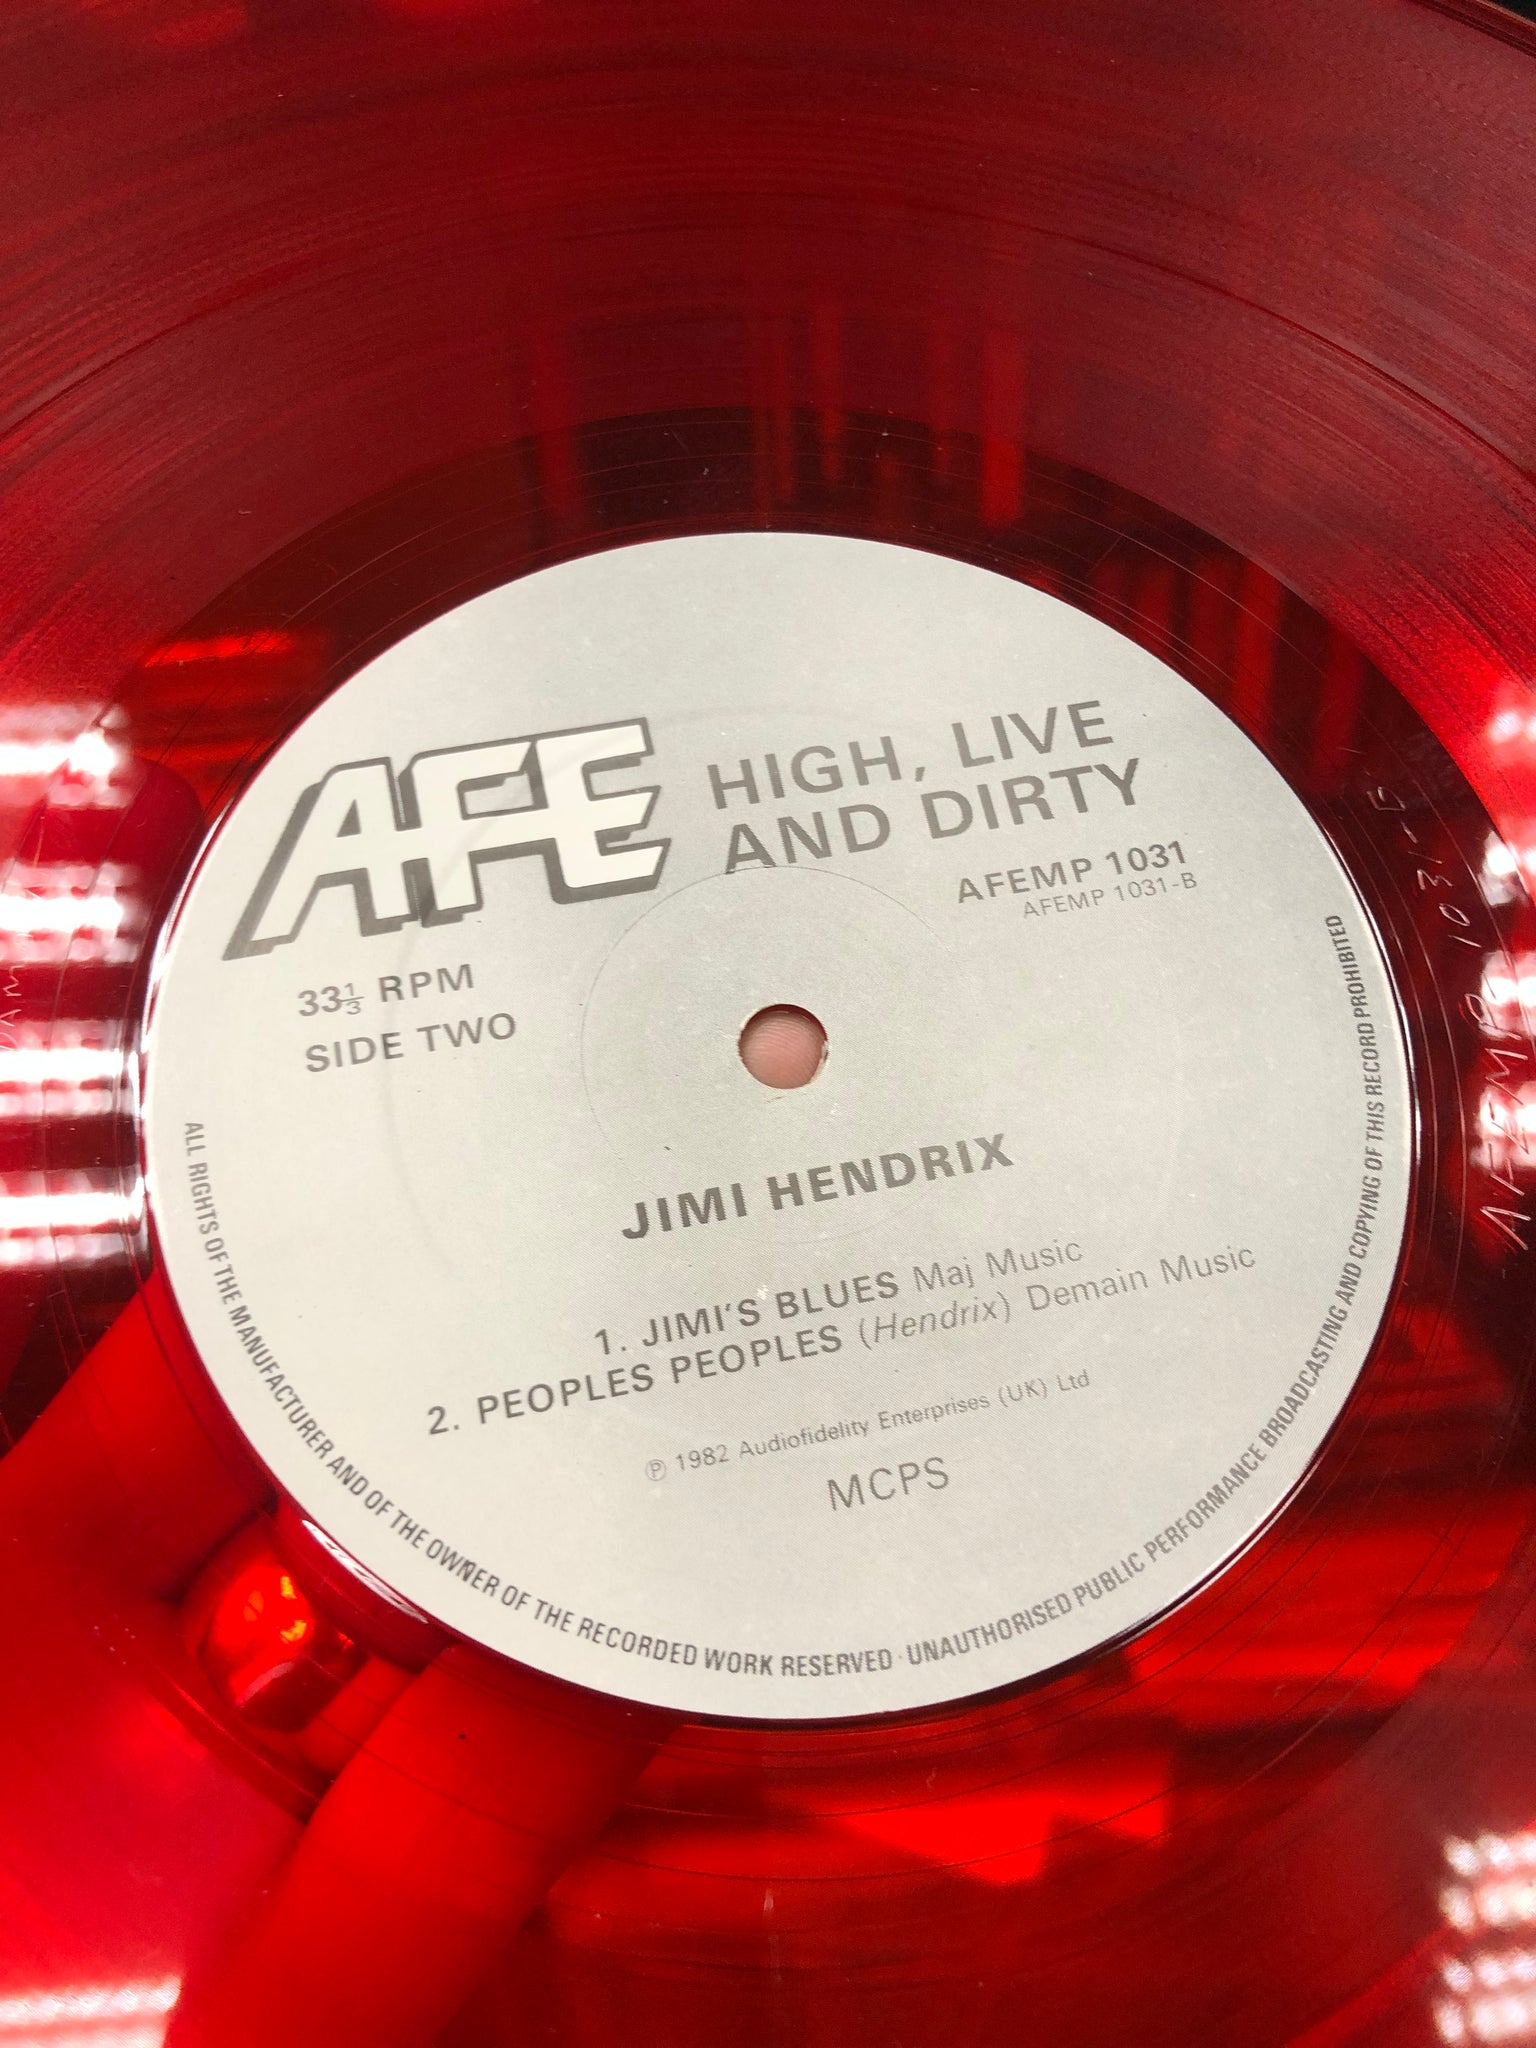 AFE
HIGH, LIVE
AND DIRTY
AFEMP 1031
AFEMP 1031-B
33⅓ RPM
SIDE TWO
JIMI HENDRIX
1. JIMI'S BLUES Maj Music
2. PEOPLES PEOPLES (Hendrix) Demain Music
℗ 1982 Audiofidelity Enterprises (UK) Ltd
MCPS
ALL RIGHTS OF THE MANUFACTURER AND OF THE OWNER OF THE RECORDED WORK RESERVED · UNAUTHORISED PUBLIC PERFORMANCE BROADCASTING AND COPYING OF THIS RECORD PROHIBITED
AFEMP 1031-B